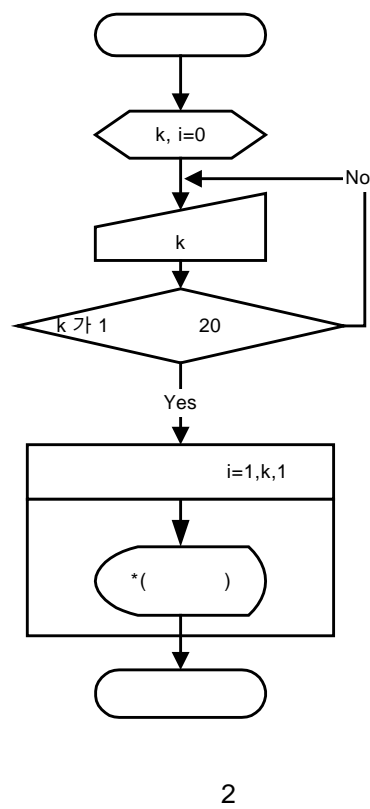 k, i=0
No
k
k 가 1 20
Yes
i=1,k,1
*( )
2